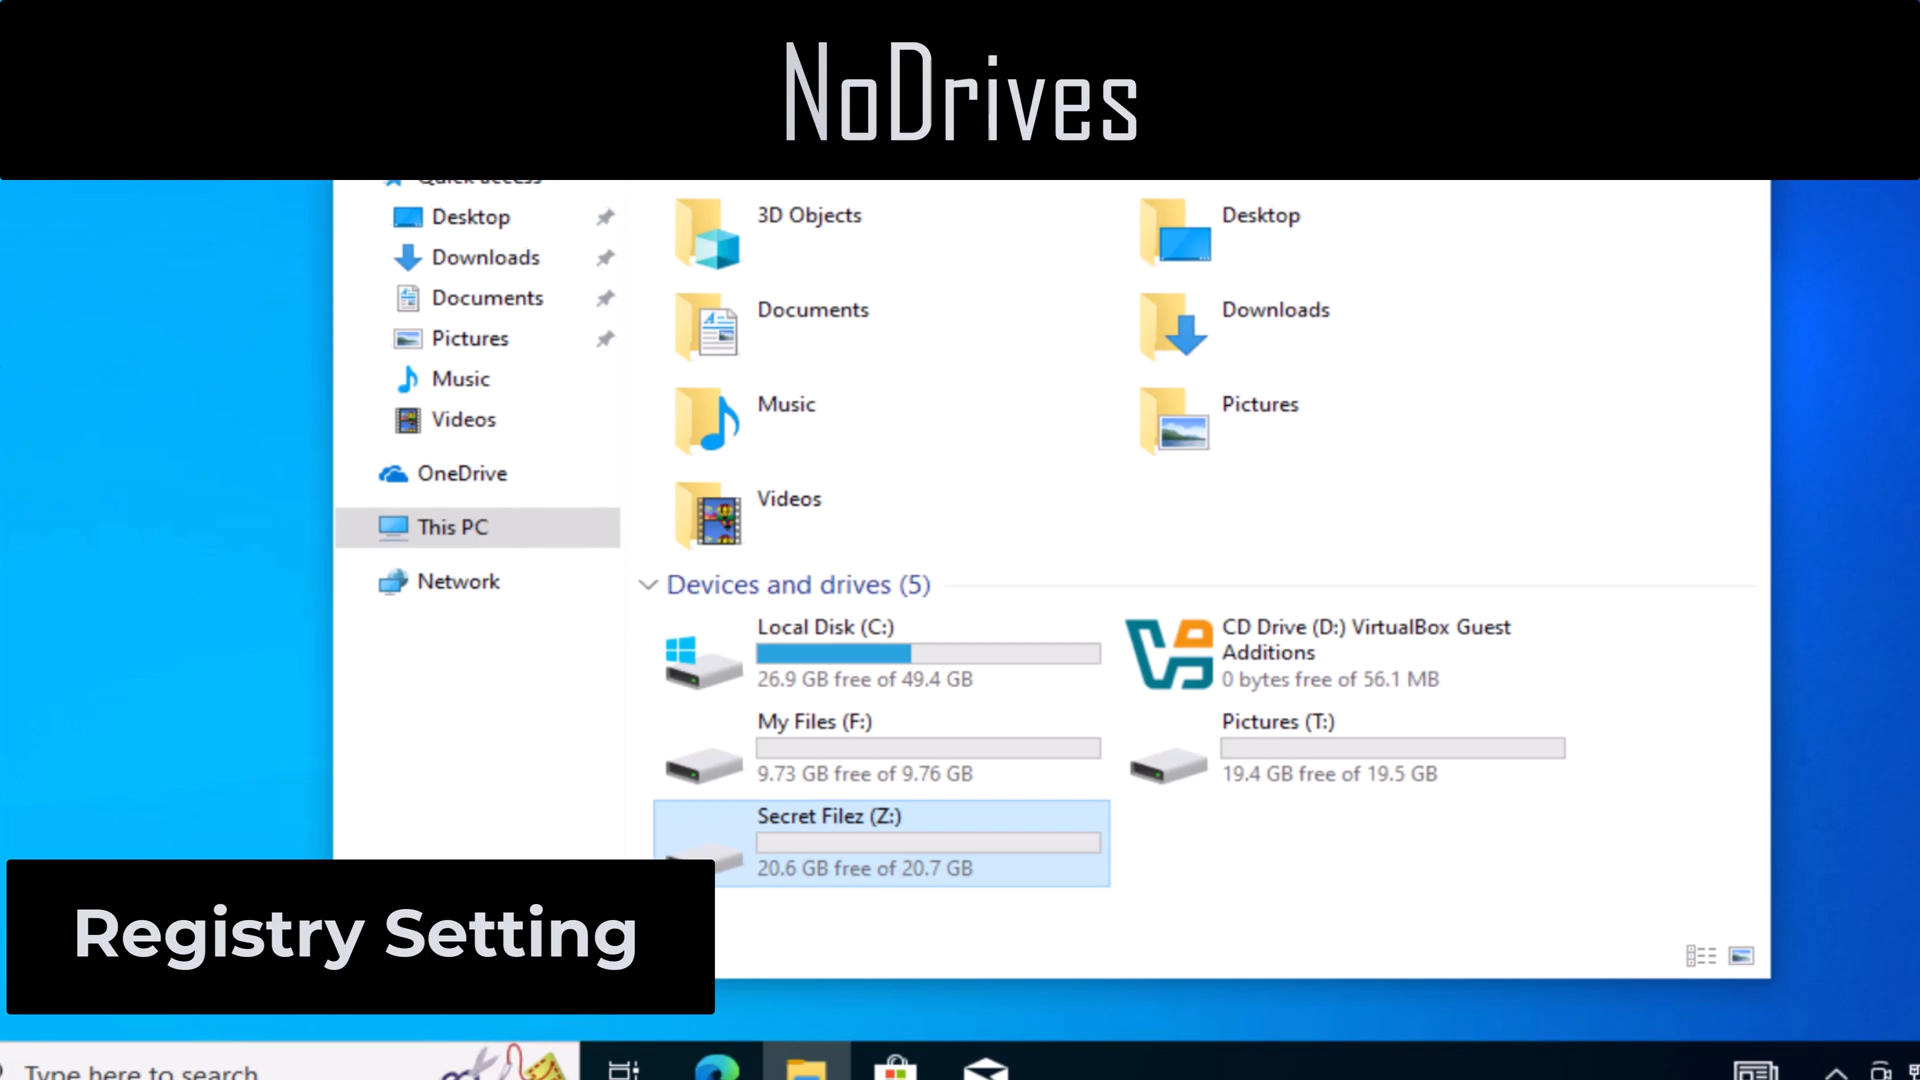 NoDrives
Quick access
Desktop
Downloads
Documents
Pictures
Music
Videos
OneDrive
This PC
Network
3D Objects
Desktop
Documents
Downloads
Music
Pictures
Videos
Devices and drives (5)
Local Disk (C:)
26.9 GB free of 49.4 GB
CD Drive (D:) VirtualBox Guest
Additions
0 bytes free of 56.1 MB
My Files (F:)
9.73 GB free of 9.76 GB
Pictures (T:)
19.4 GB free of 19.5 GB
Secret Filez (Z:)
20.6 GB free of 20.7 GB
Registry Setting
Type here to search